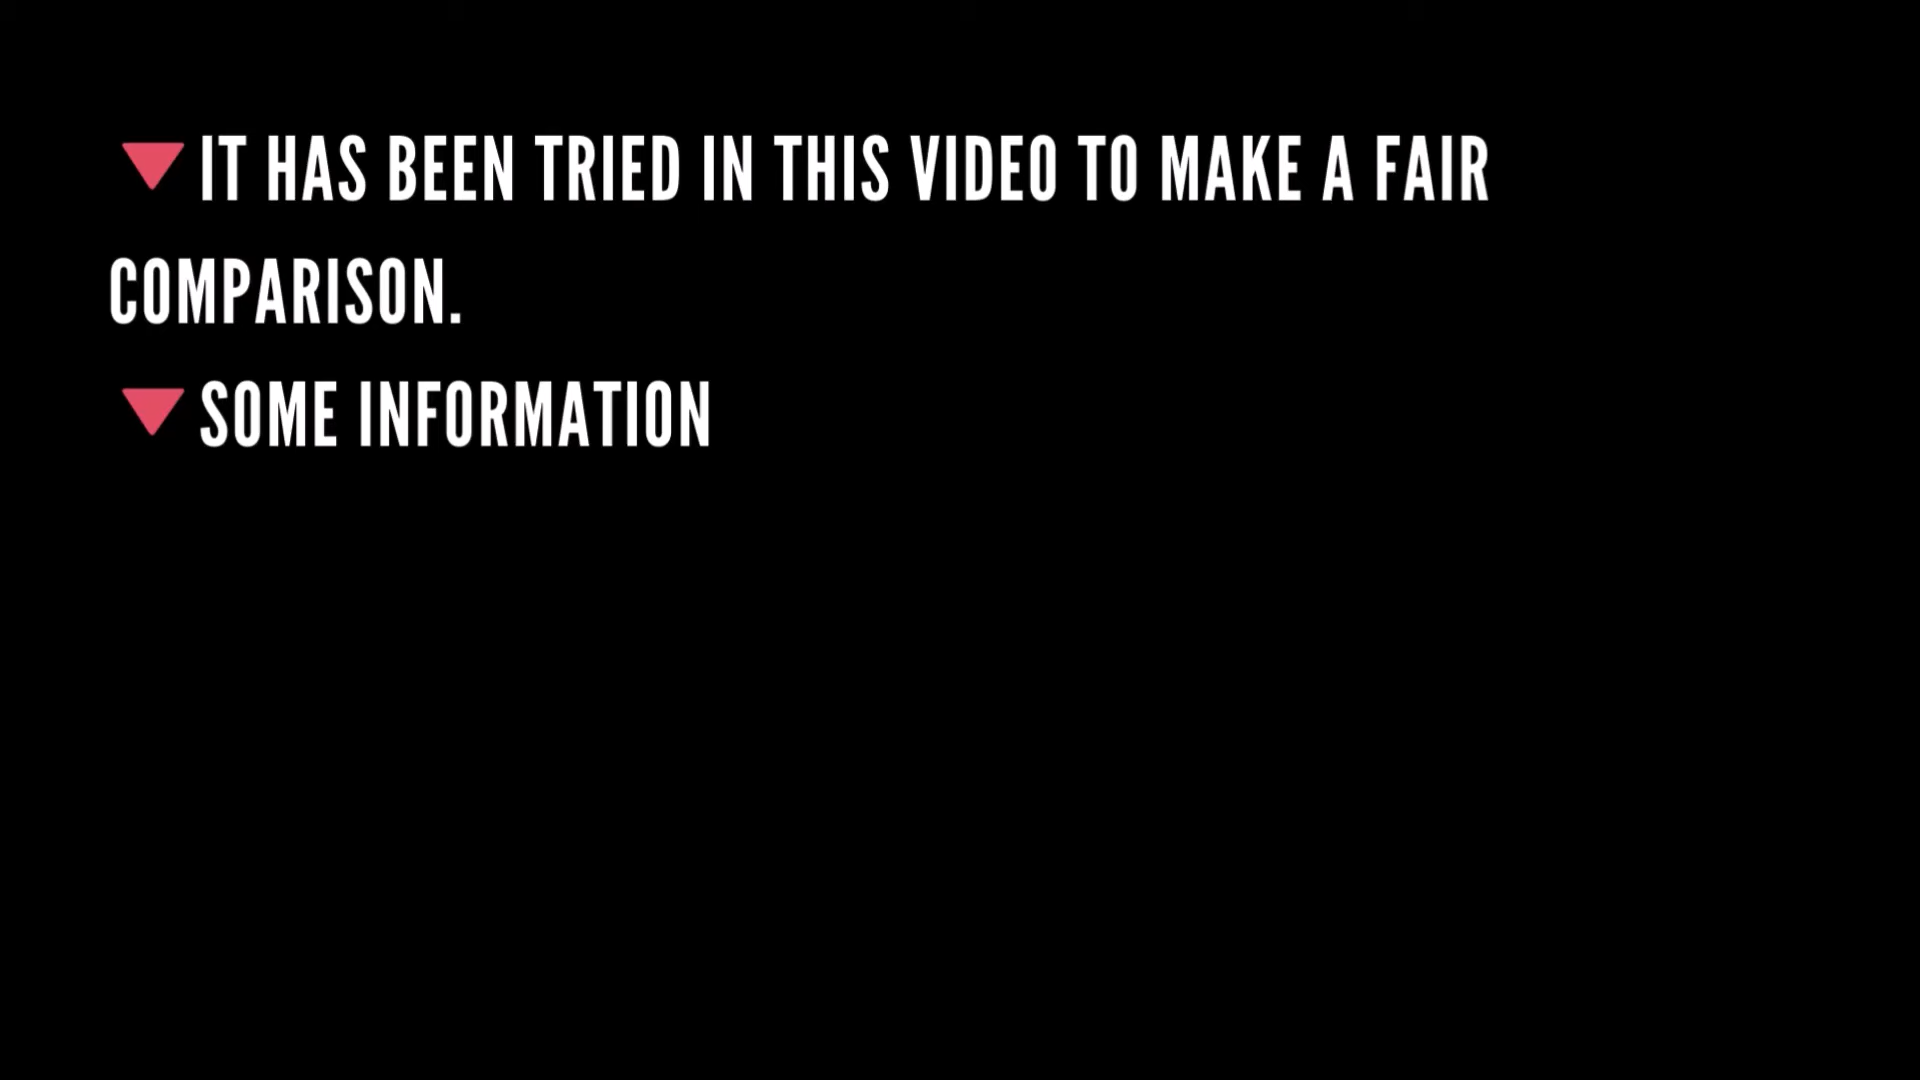 🔻IT HAS BEEN TRIED IN THIS VIDEO TO MAKE A FAIR
COMPARISON.
🔻SOME INFORMATION